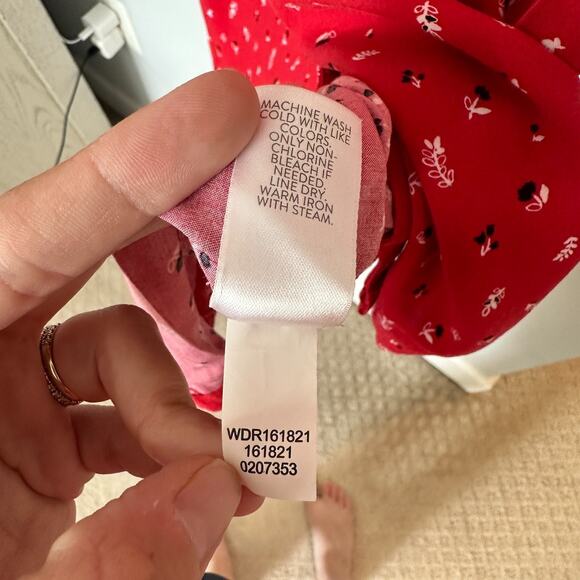 MACHINE WASH
COLD WITH LIKE
COLORS,
ONLY NON-
CHLORINE
BLEACH IF
NEEDED,
LINE DRY,
WARM IRON
WITH STEAM.
WDR161821
161821
0207353